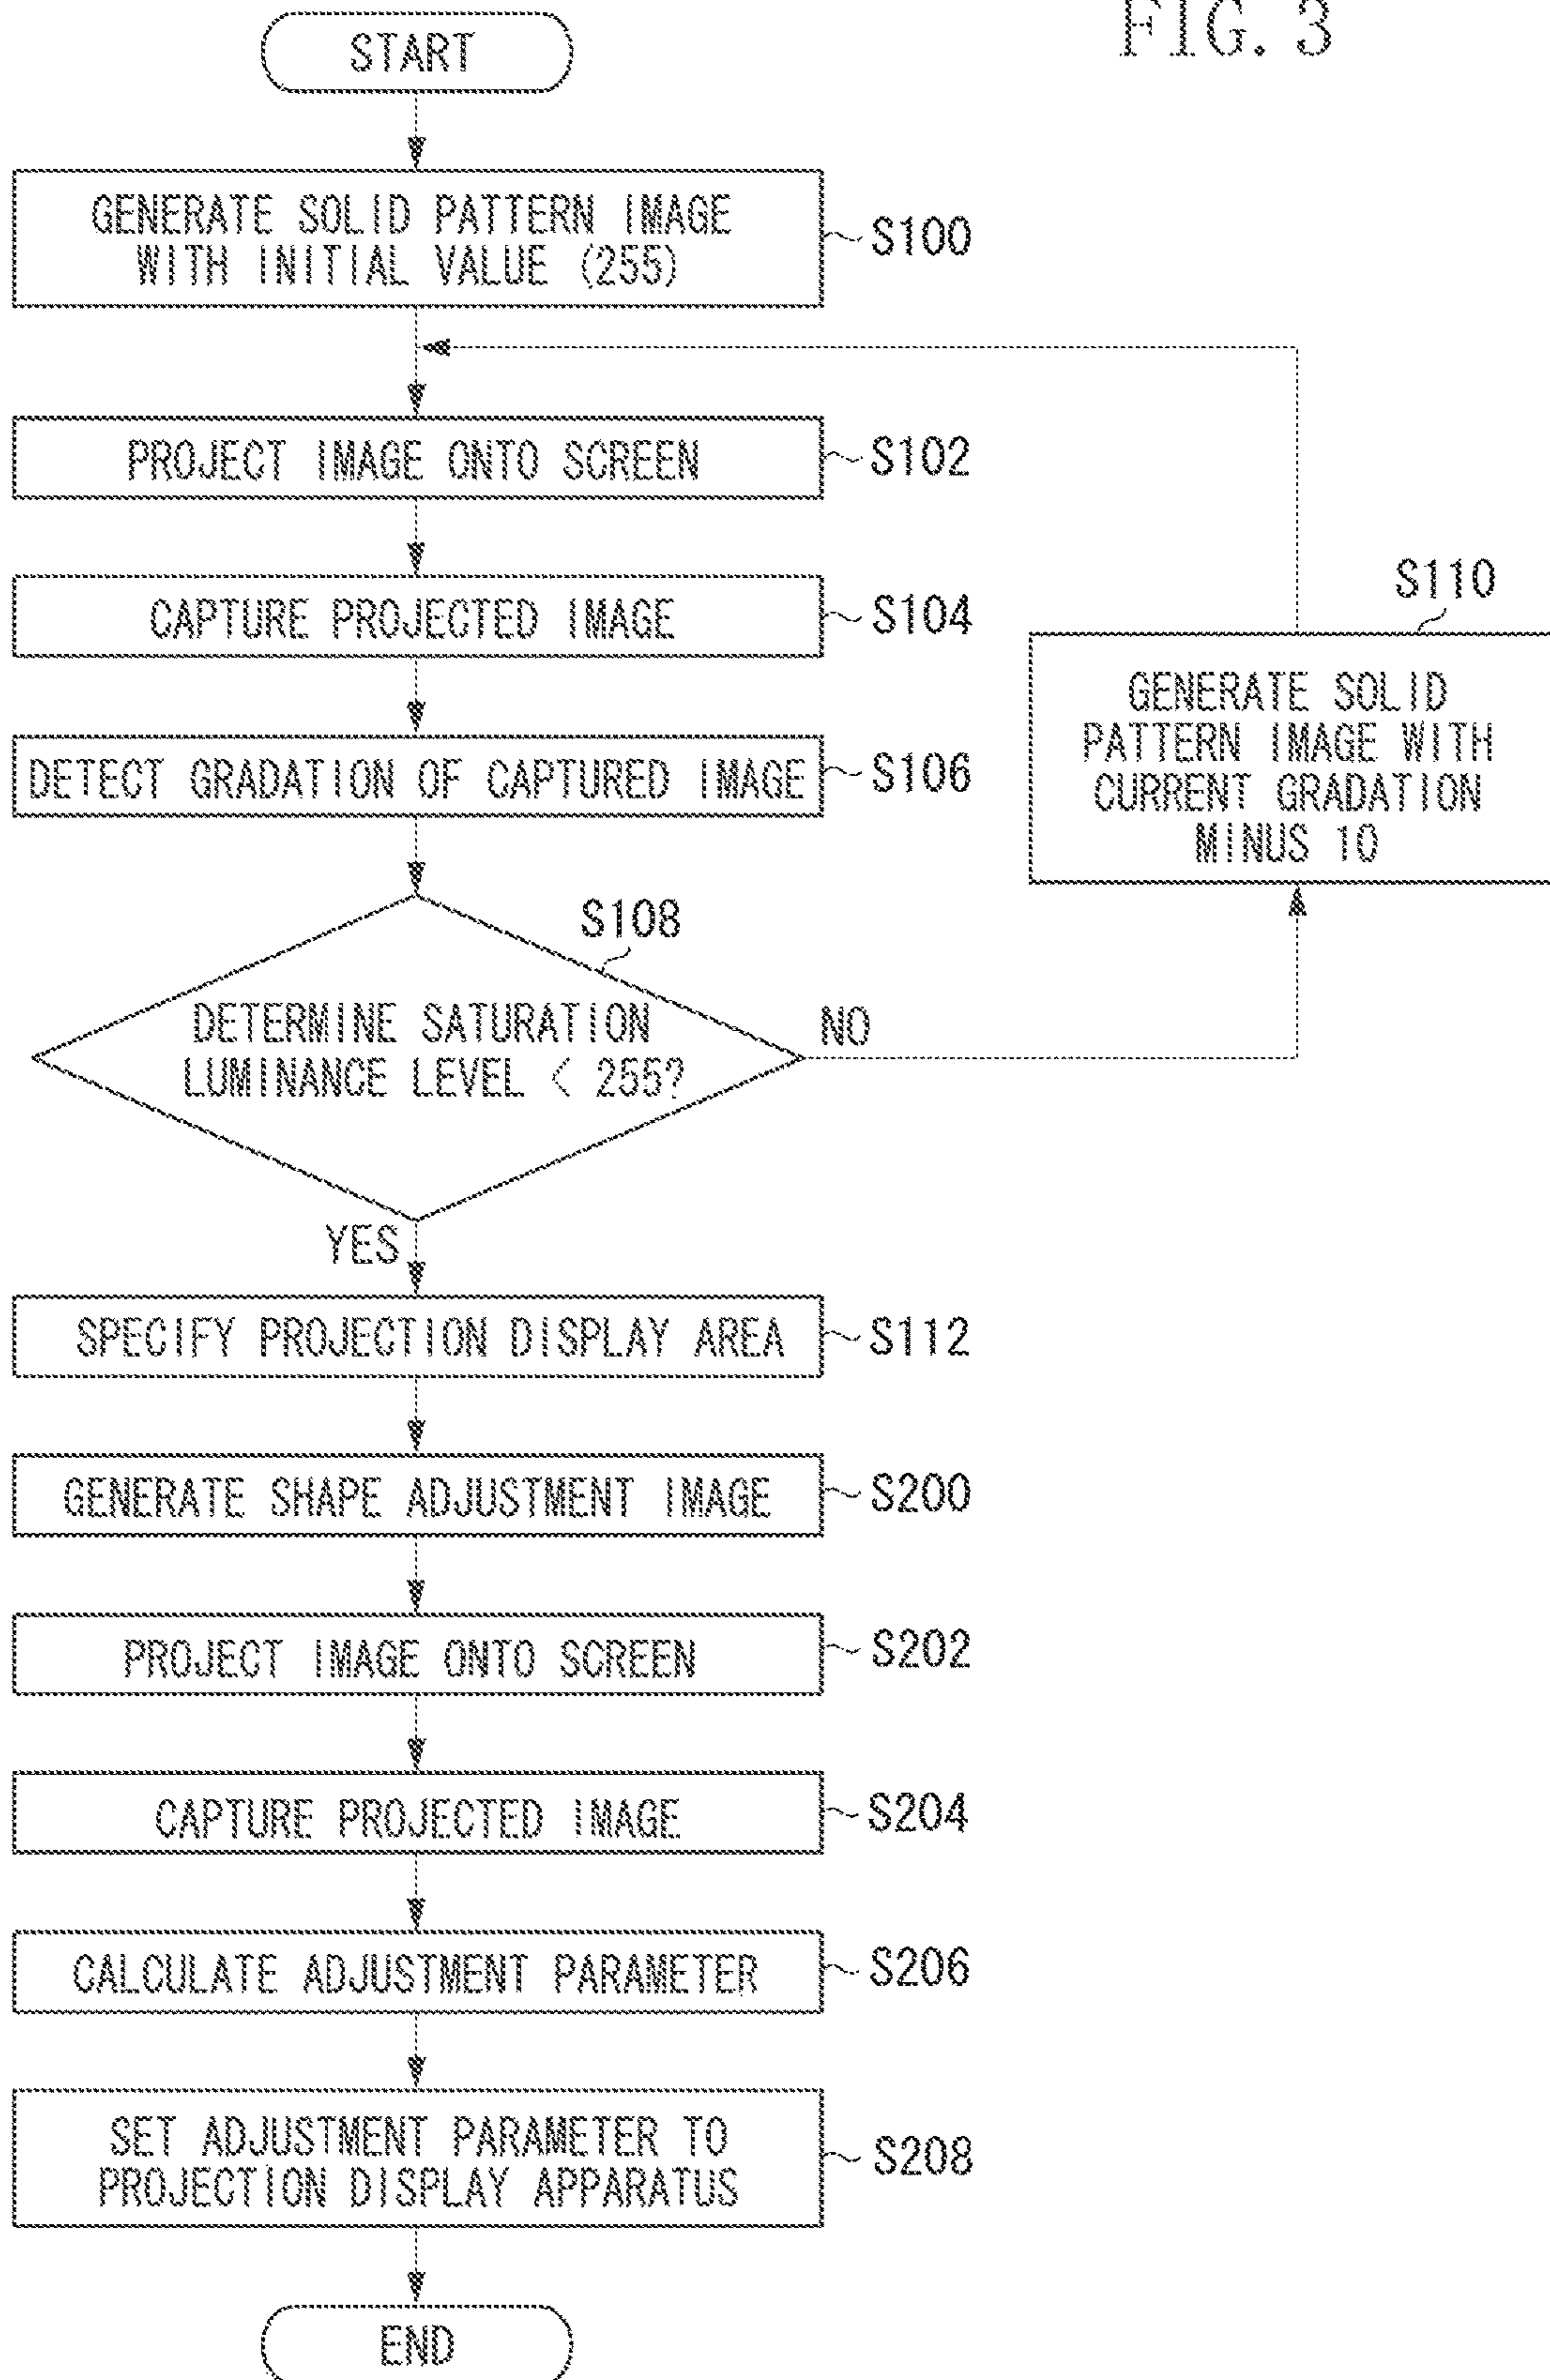 FIG. 3
START
GENERATE SOLID PATTERN IMAGE
WITH INITIAL VALUE (255)
S100
PROJECT IMAGE ONTO SCREEN
S102
CAPTURE PROJECTED IMAGE
S104
DETECT GRADATION OF CAPTURED IMAGE
S106
S108
DETERMINE SATURATION
LUMINANCE LEVEL < 255?
NO
S110
GENERATE SOLID
PATTERN IMAGE WITH
CURRENT GRADATION
MINUS 10
YES
SPECIFY PROJECTION DISPLAY AREA
S112
GENERATE SHAPE ADJUSTMENT IMAGE
S200
PROJECT IMAGE ONTO SCREEN
S202
CAPTURE PROJECTED IMAGE
S204
CALCULATE ADJUSTMENT PARAMETER
S206
SET ADJUSTMENT PARAMETER TO
PROJECTION DISPLAY APPARATUS
S208
END